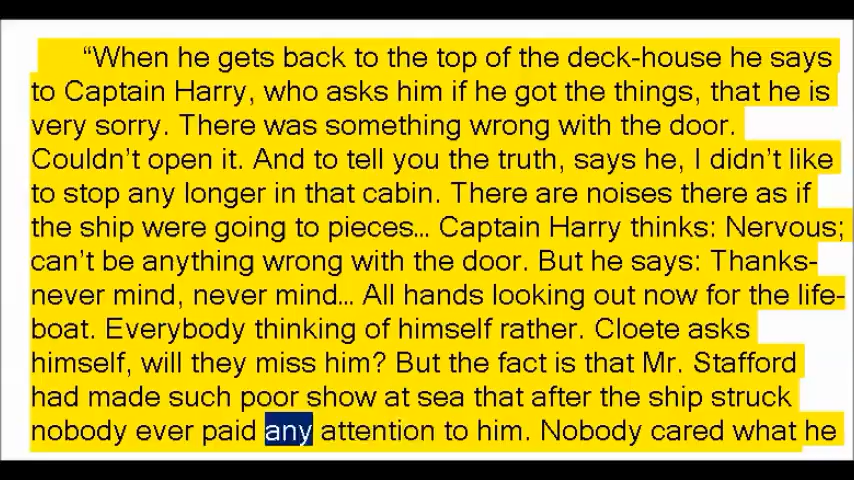 “When he gets back to the top of the deck-house he says
to Captain Harry, who asks him if he got the things, that he is
very sorry. There was something wrong with the door.
Couldn’t open it. And to tell you the truth, says he, I didn’t like
to stop any longer in that cabin. There are noises there as if
the ship were going to pieces... Captain Harry thinks: Nervous;
can’t be anything wrong with the door. But he says: Thanks-
never mind, never mind... All hands looking out now for the life-
boat. Everybody thinking of himself rather. Cloete asks
himself, will they miss him? But the fact is that Mr. Stafford
had made such poor show at sea that after the ship struck
nobody ever paid any attention to him. Nobody cared what he